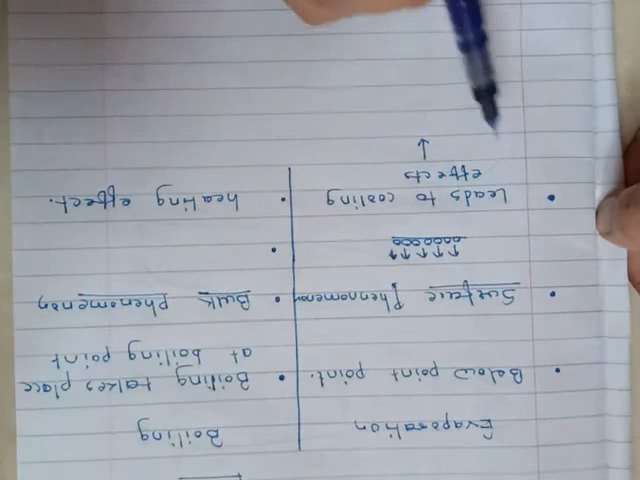 Evaporation
Boiling
• Below point point.
• Boiling takes place
at boiling point
• Surface Phenomenon
• Bulk Phenomenon
•
• Leads to cooling
effects
↓
• heating effect.